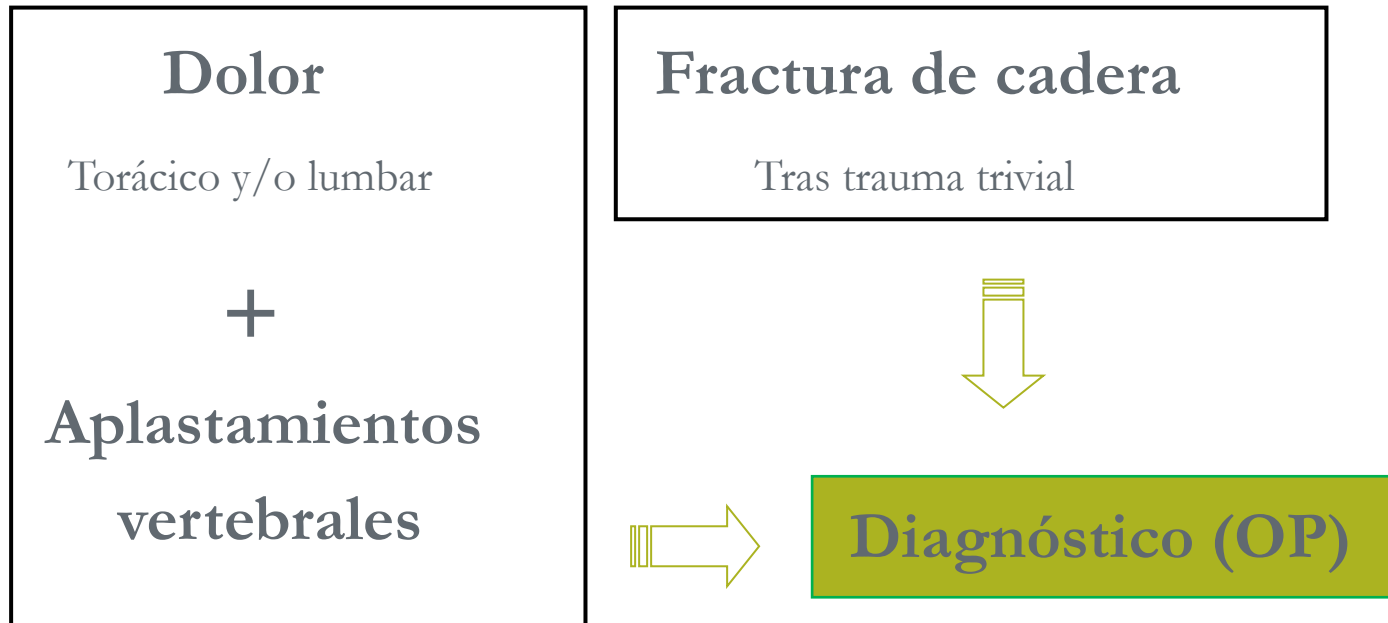 Dolor
Torácico y/o lumbar
+
Aplastamientos
vertebrales
Fractura de cadera
Tras trauma trivial
Diagnóstico (OP)